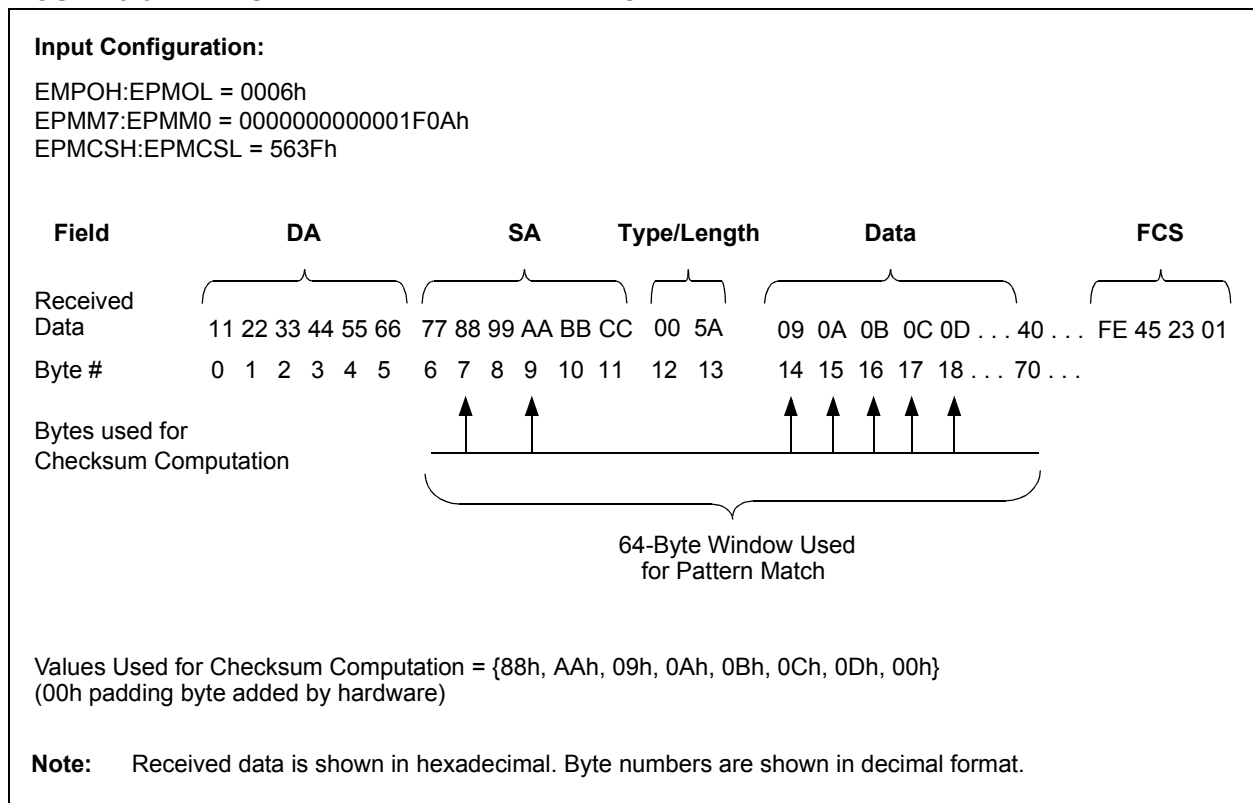 Input Configuration:
EMPOH:EPMOL = 0006h
EPMM7:EPMM0 = 0000000000001F0Ah
EPMCSH:EPMCSL = 563Fh
Field DA SA Type/Length Data FCS
Received
Data 11 22 33 44 55 66 77 88 99 AA BB CC 00 5A 09 0A 0B 0C 0D . . . 40 . . . FE 45 23 01
Byte # 0 1 2 3 4 5 6 7 8 9 10 11 12 13 14 15 16 17 18 . . . 70 . . .
Bytes used for
Checksum Computation
64-Byte Window Used
for Pattern Match
Values Used for Checksum Computation = {88h, AAh, 09h, 0Ah, 0Bh, 0Ch, 0Dh, 00h}
(00h padding byte added by hardware)
Note: Received data is shown in hexadecimal. Byte numbers are shown in decimal format.